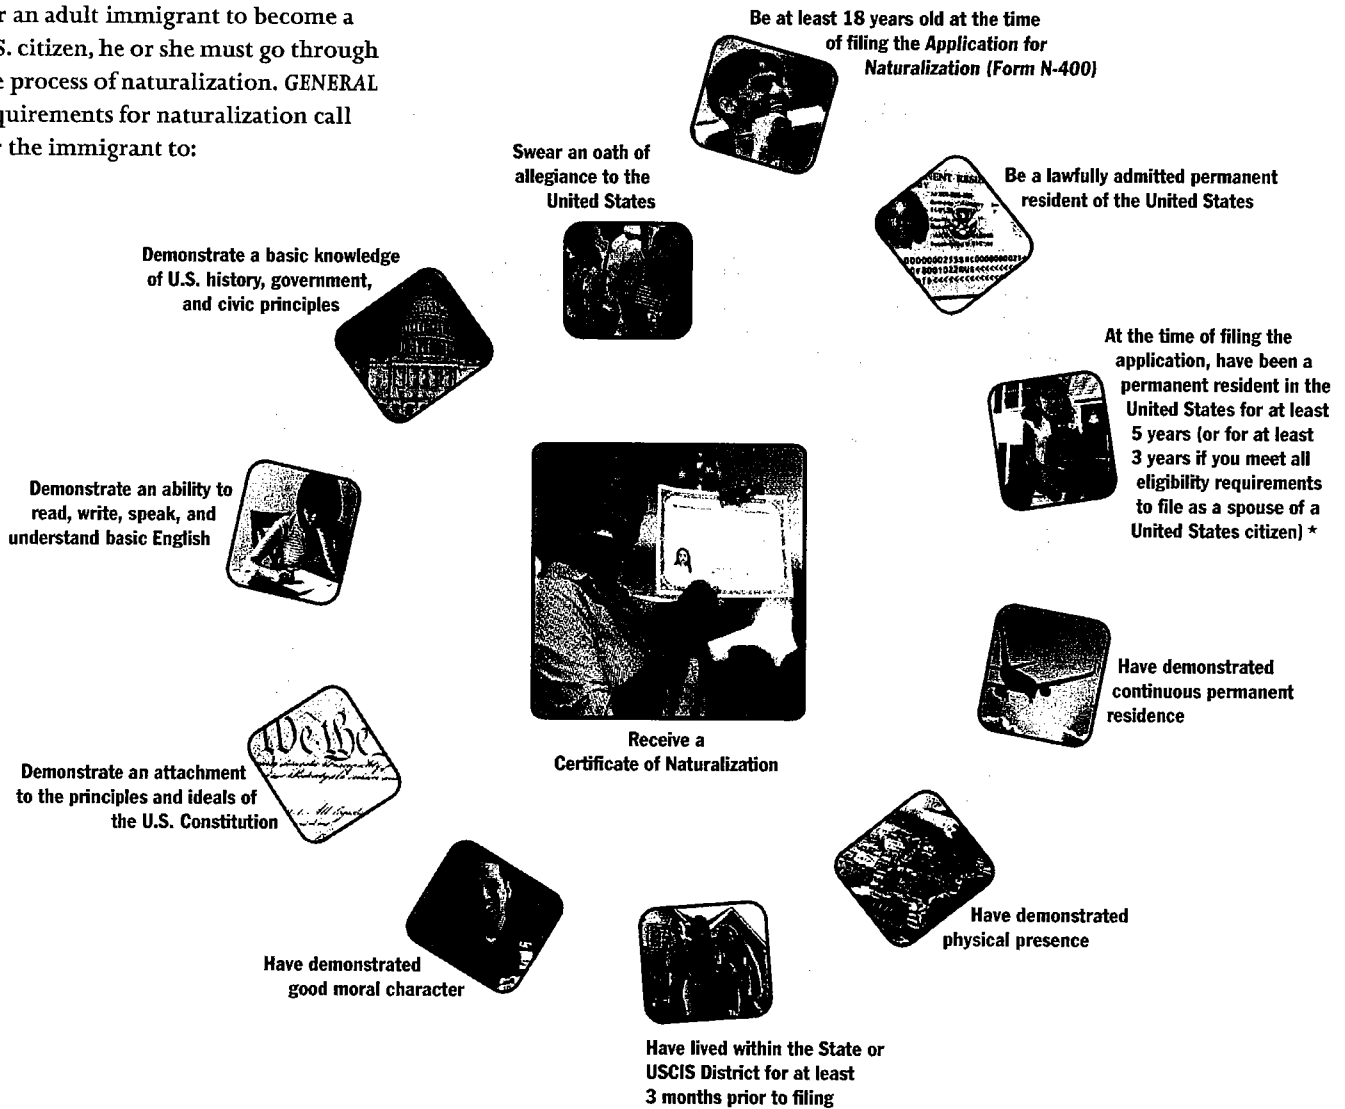 r an adult immigrant to become a
S. citizen, he or she must go through
e process of naturalization. GENERAL
quirements for naturalization call
r the immigrant to:
Be at least 18 years old at the time
of filing the Application for
Naturalization (Form N-400)
Be a lawfully admitted permanent
resident of the United States
At the time of filing the
application, have been a
permanent resident in the
United States for at least
5 years (or for at least
3 years if you meet all
eligibility requirements
to file as a spouse of a
United States citizen) *
Have demonstrated
continuous permanent
residence
Have demonstrated
physical presence
Have lived within the State or
USCIS District for at least
3 months prior to filing
Have demonstrated
good moral character
Demonstrate an attachment
to the principles and ideals of
the U.S. Constitution
We the
Demonstrate an ability to
read, write, speak, and
understand basic English
Demonstrate a basic knowledge
of U.S. history, government,
and civic principles
Swear an oath of
allegiance to the
United States
Receive a
Certificate of Naturalization